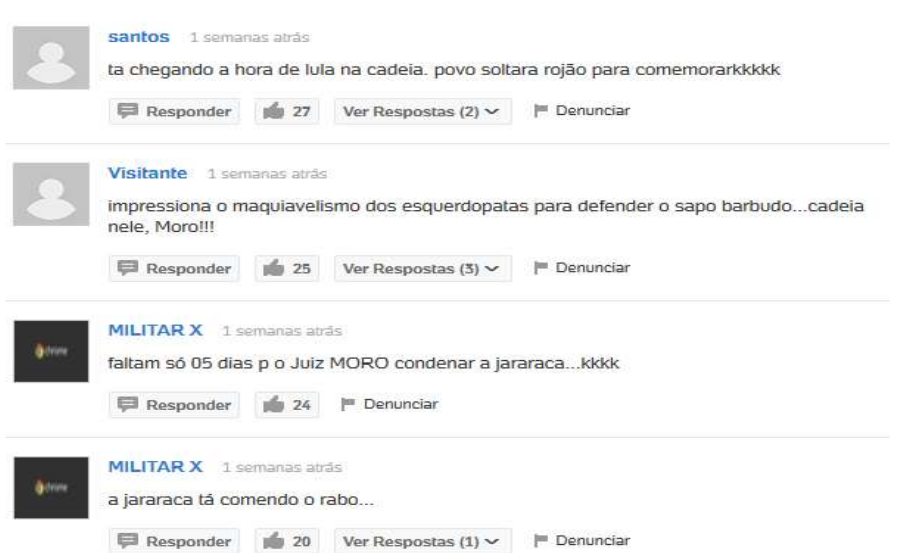 santos 1 semanas atrás
ta chegando a hora de lula na cadeia. povo soltara rojão para comemorarkkkkk
Responder 27 Ver Respostas (2) Denunciar
Visitante 1 semanas atrás
impressiona o maquiavelismo dos esquerdopatas para defender o sapo barbudo...cadeia
nele, Moro!!!
Responder 25 Ver Respostas (3) Denunciar
MILITAR X 1 semanas atrás
faltam só 05 dias p o Juiz MORO condenar a jararaca...kkkk
Responder 24 Denunciar
MILITAR X 1 semanas atrás
a jararaca tá comendo o rabo...
Responder 20 Ver Respostas (1) Denunciar